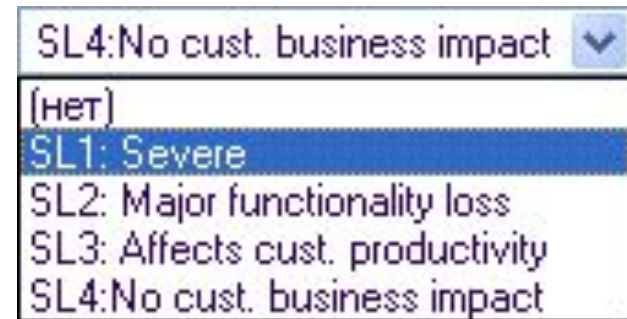 SL4:No cust. business impact
(нет)
SL1: Severe
SL2: Major functionality loss
SL3: Affects cust. productivity
SL4:No cust. business impact